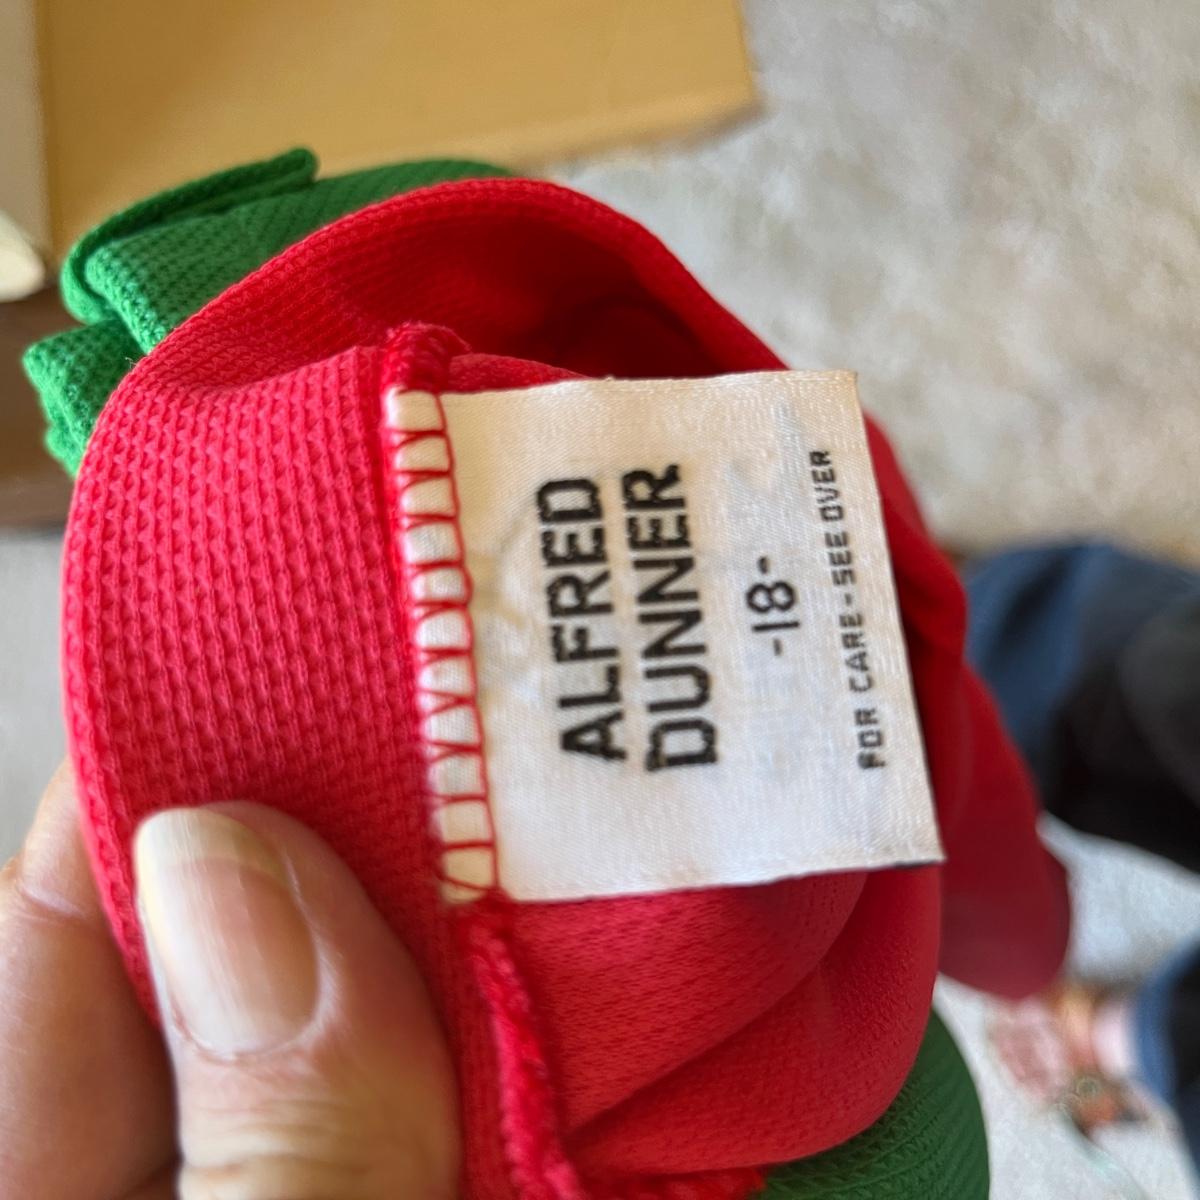 ALFRED
DUNNER
-18-
FOR CARE-SEE OVER